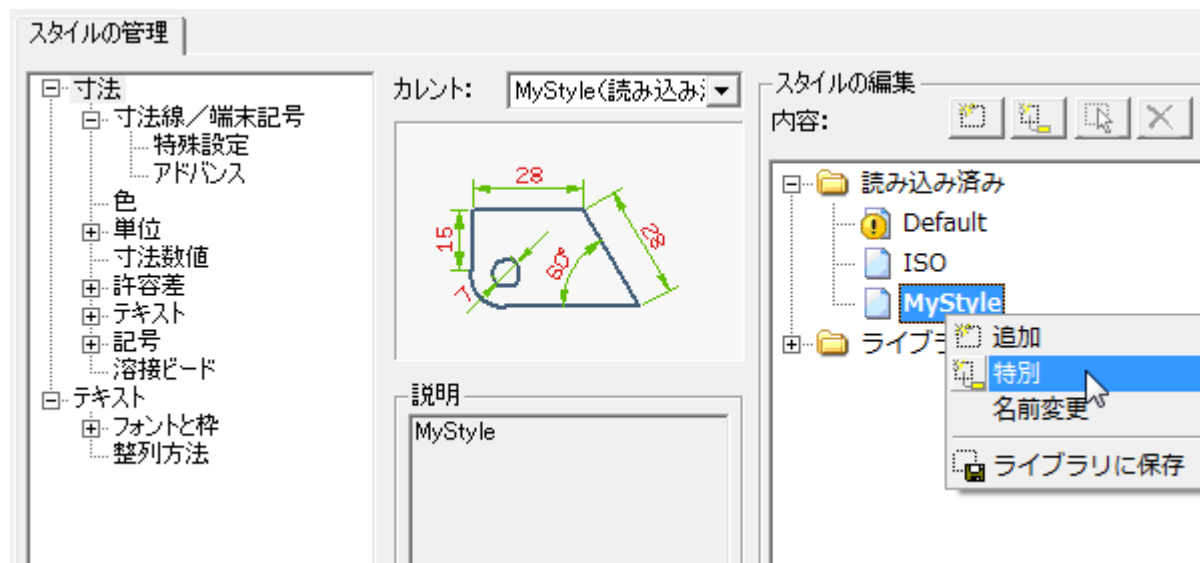 スタイルの管理
寸法
寸法線／端末記号
特殊設定
アドバンス
色
単位
寸法数値
許容差
テキスト
記号
溶接ビード
テキスト
フォントと枠
整列方法
カレント:
MyStyle(読み込み済
28
15
28
60°
7
説明
MyStyle
スタイルの編集
内容:
読み込み済み
Default
ISO
MyStyle
ライブラ
追加
特別
名前変更
ライブラリに保存